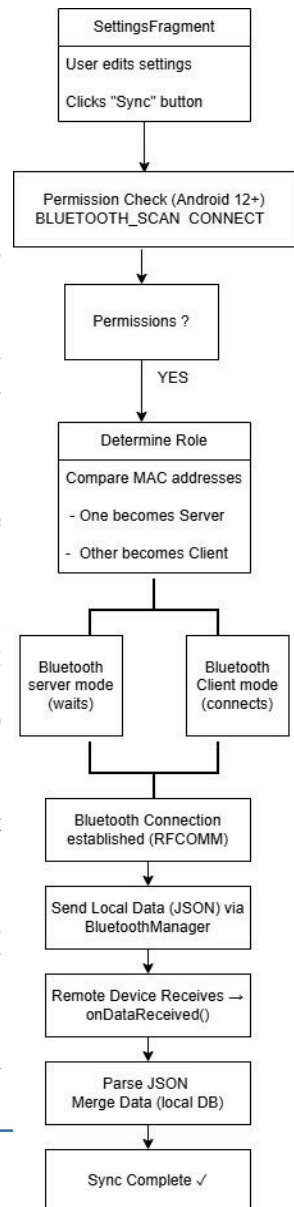 SettingsFragment
User edits settings
Clicks "Sync" button
Permission Check (Android 12+)
BLUETOOTH_SCAN CONNECT
Permissions ?
YES
Determine Role
Compare MAC addresses
- One becomes Server
- Other becomes Client
Bluetooth
server mode
(waits)
Bluetooth
Client mode
(connects)
Bluetooth Connection
established (RFCOMM)
Send Local Data (JSON) via
BluetoothManager
Remote Device Receives →
onDataReceived()
Parse JSON
Merge Data (local DB)
Sync Complete ✓